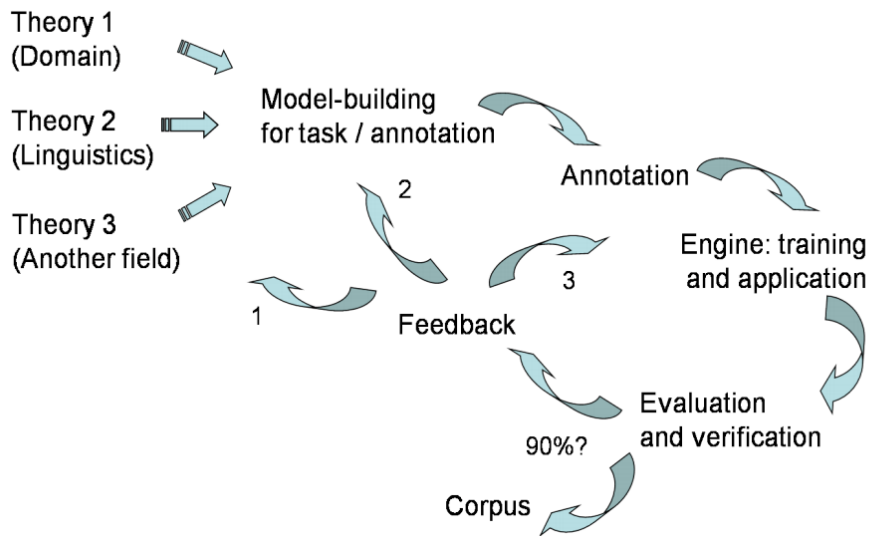 Theory 1
(Domain)
Theory 2
(Linguistics)
Theory 3
(Another field)
Model-building
for task / annotation
Annotation
Engine: training
and application
2
3
1
Feedback
Evaluation
and verification
90%?
Corpus